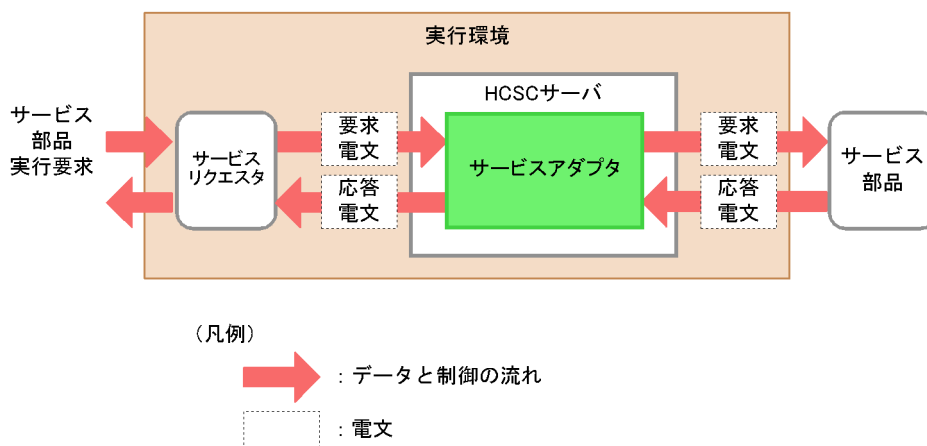 実行環境
HCSCサーバ
サービス
部品
実行要求
サービス
リクエスタ
要求
電文
応答
電文
サービスアダプタ
要求
電文
応答
電文
サービス
部品
（凡例）
：データと制御の流れ
：電文